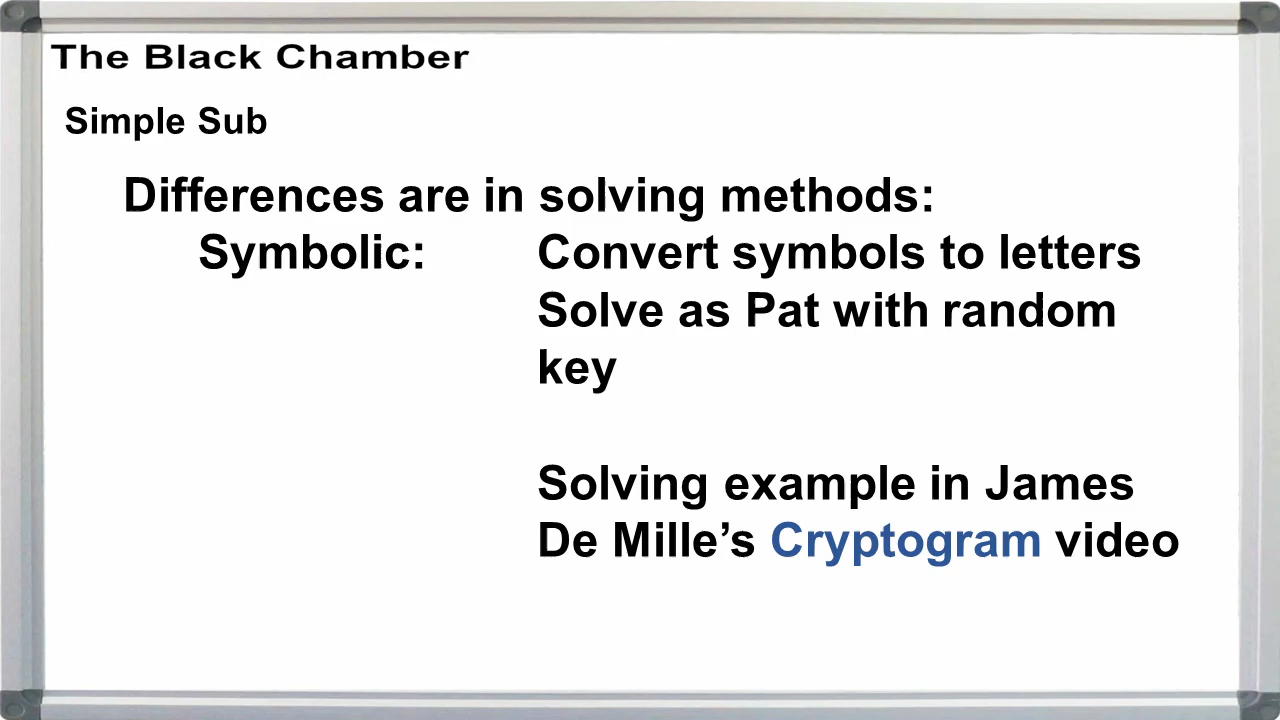 The Black Chamber
Simple Sub
Differences are in solving methods:
Symbolic: Convert symbols to letters
Solve as Pat with random
key
Solving example in James
De Mille’s Cryptogram video